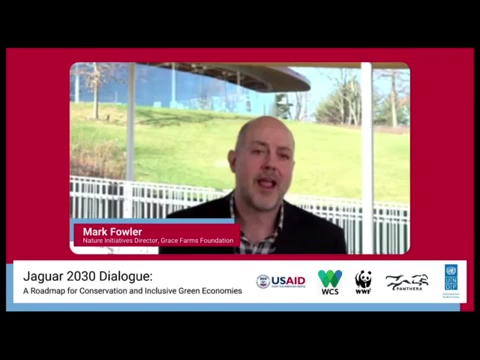 Mark Fowler
Nature Initiatives Director, Grace Farms Foundation
Jaguar 2030 Dialogue:
A Roadmap for Conservation and Inclusive Green Economies
USAID
WCS
WWF
PANTHERA